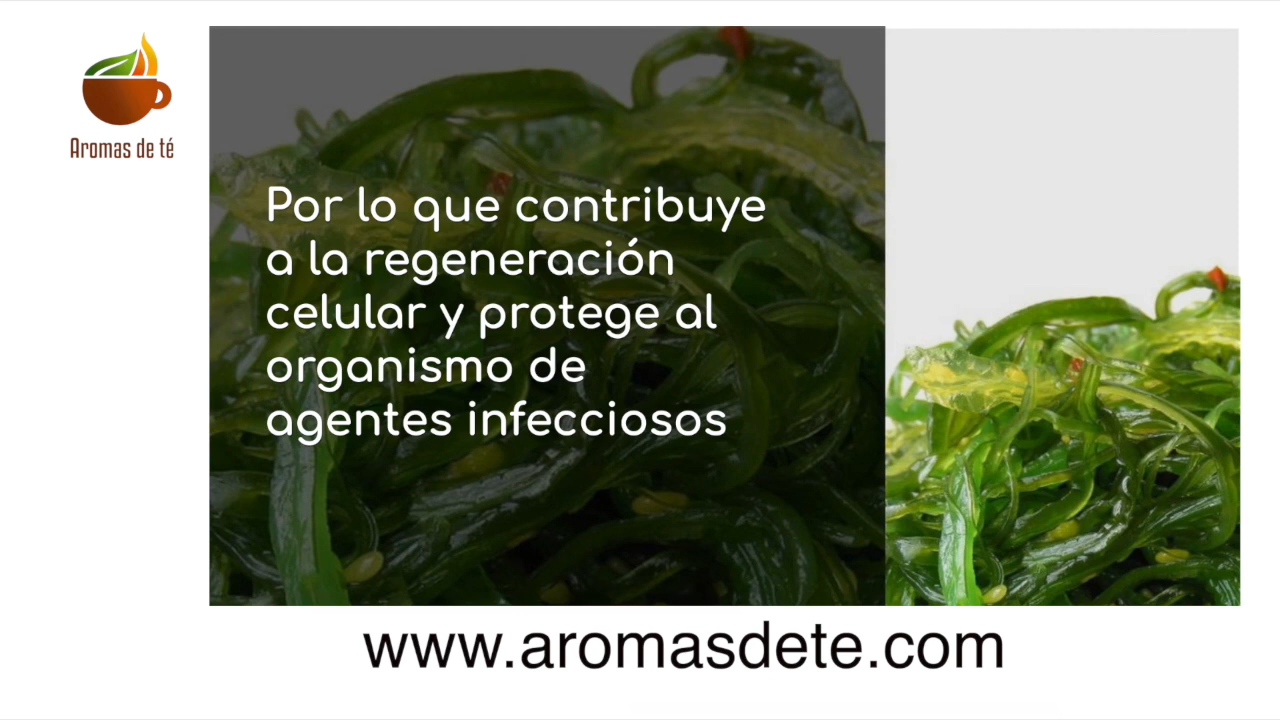 Aromas de té
Por lo que contribuye
a la regeneración
celular y protege al
organismo de
agentes infecciosos
www.aromasdete.com